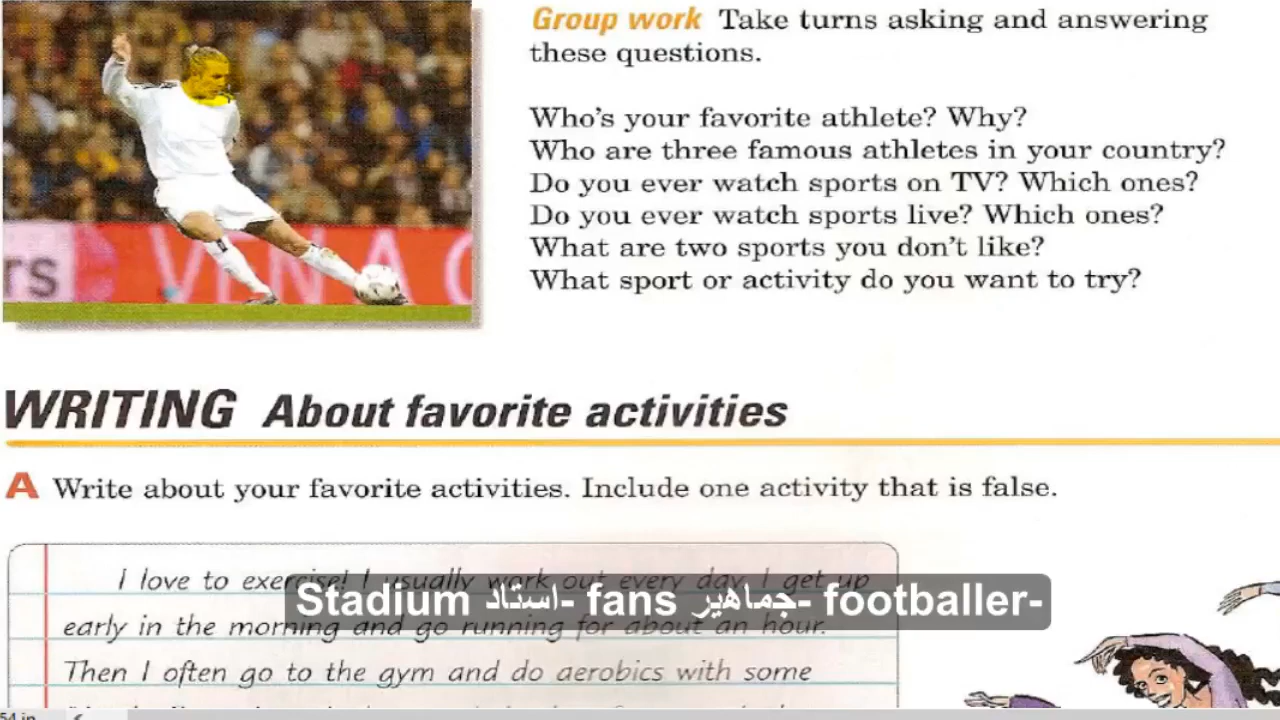 Group work Take turns asking and answering
these questions.
Who's your favorite athlete? Why?
Who are three famous athletes in your country?
Do you ever watch sports on TV? Which ones?
Do you ever watch sports live? Which ones?
What are two sports you don't like?
What sport or activity do you want to try?
rs VENA C
WRITING About favorite activities
A Write about your favorite activities. Include one activity that is false.
I love to exercise! I usually work out every day. I get up
Stadium استاد- fans جماهير- footballer-
early in the morning and go running for about an hour.
Then I often go to the gym and do aerobics with some
54 in